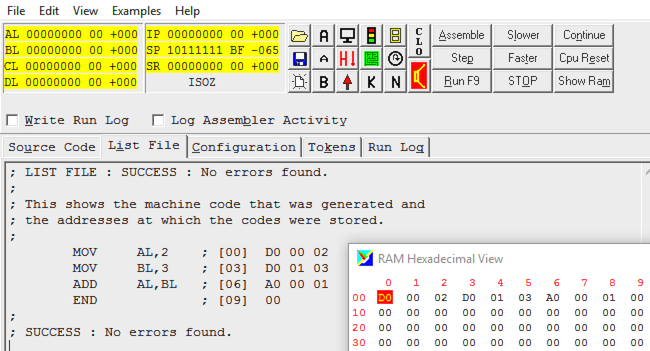 File Edit View Examples Help
AL 00000000 00 +000 IP 00000000 00 +000
BL 00000000 00 +000 SP 10111111 BF -065
CL 00000000 00 +000 SR 00000000 00 +000
DL 00000000 00 +000 ISOZ
A CLO Assemble Slower Continue
A H Step Faster Cpu Reset
B K N Run F9 STOP Show Ram
Write Run Log Log Assembler Activity
Source Code List File Configuration Tokens Run Log
; LIST FILE : SUCCESS : No errors found.
;
; This shows the machine code that was generated and
; the addresses at which the codes were stored.
;
MOV AL,2 ; [00] D0 00 02
MOV BL,3 ; [03] D0 01 03
ADD AL,BL ; [06] A0 00 01
END ; [09] 00
;
; SUCCESS : No errors found.
RAM Hexadecimal View
0 1 2 3 4 5 6 7 8 9
00 D0 00 02 D0 01 03 A0 00 01 00
10 00 00 00 00 00 00 00 00 00 00
20 00 00 00 00 00 00 00 00 00 00
30 00 00 00 00 00 00 00 00 00 00